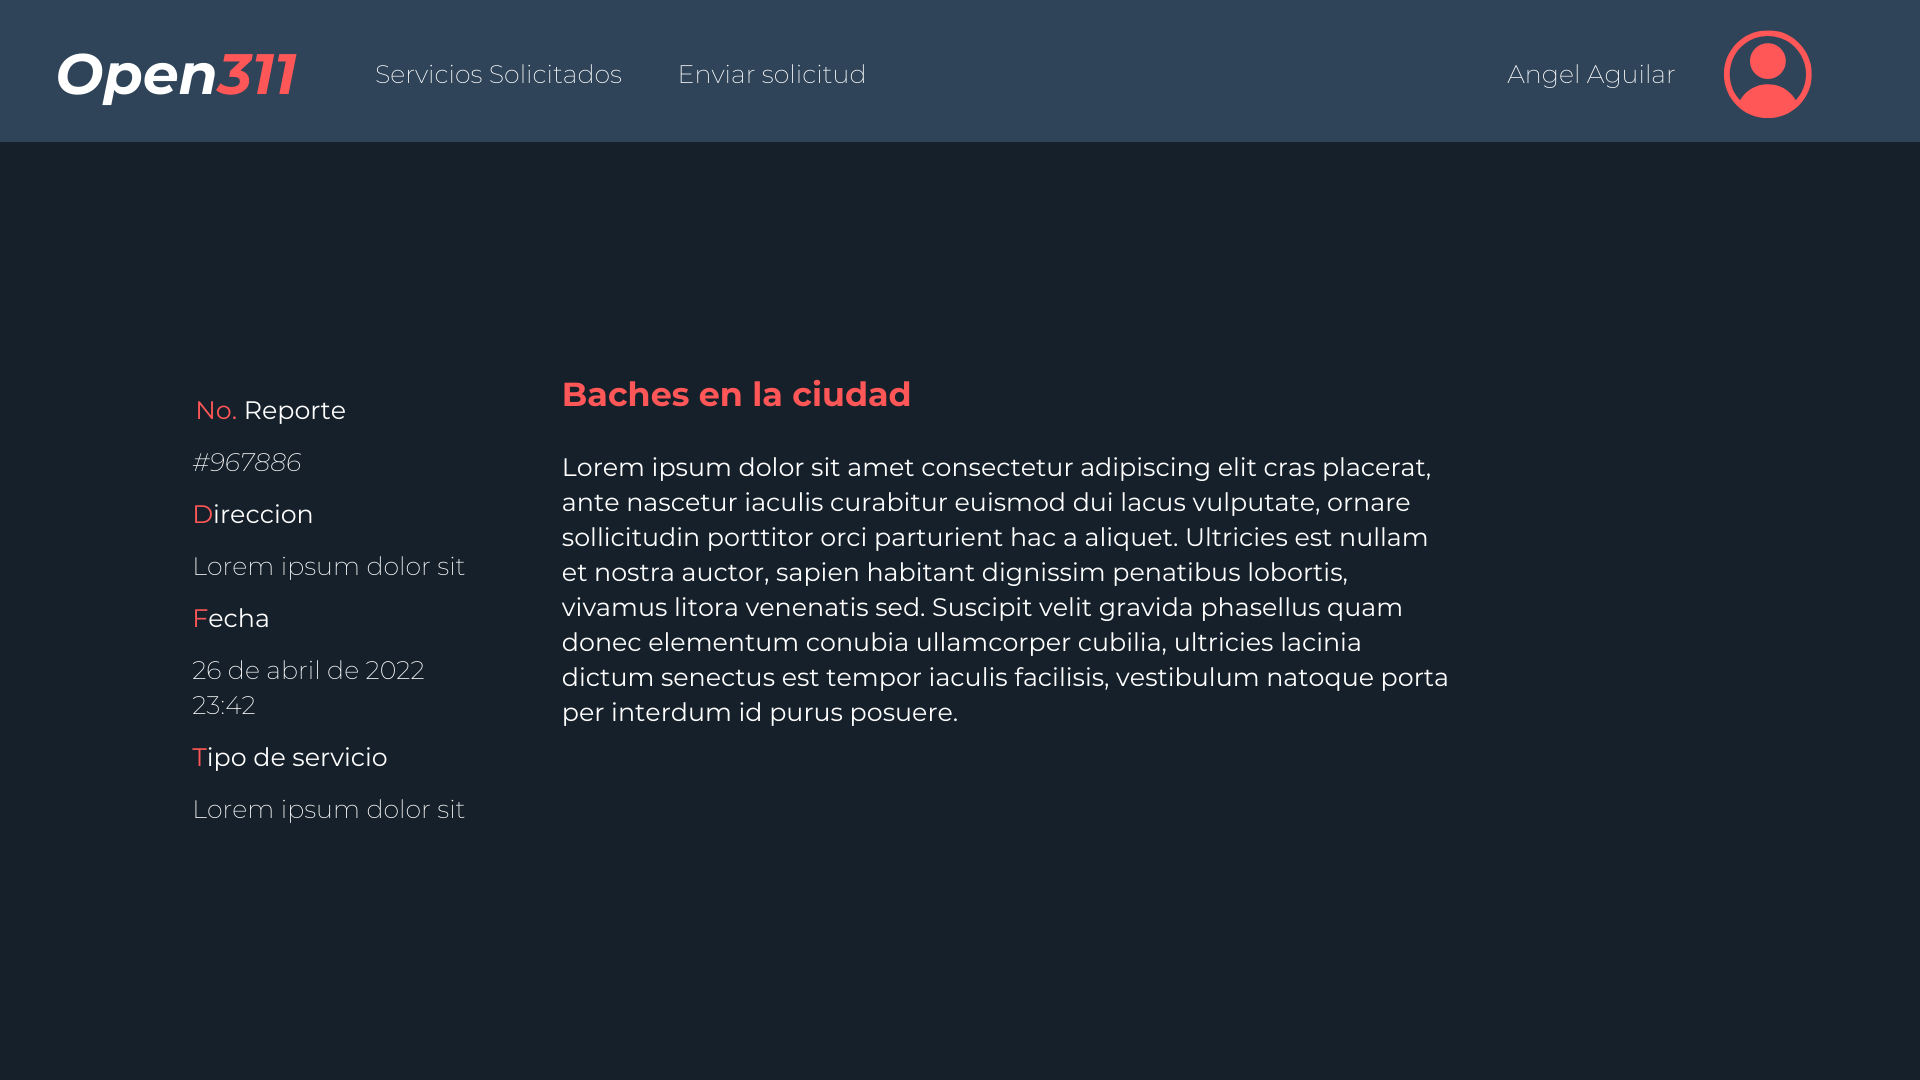 Open311
Servicios Solicitados
Enviar solicitud
Angel Aguilar
No. Reporte
#967886
Direccion
Lorem ipsum dolor sit
Fecha
26 de abril de 2022
23:42
Tipo de servicio
Lorem ipsum dolor sit
Baches en la ciudad
Lorem ipsum dolor sit amet consectetur adipiscing elit cras placerat,
ante nascetur iaculis curabitur euismod dui lacus vulputate, ornare
sollicitudin porttitor orci parturient hac a aliquet. Ultricies est nullam
et nostra auctor, sapien habitant dignissim penatibus lobortis,
vivamus litora venenatis sed. Suscipit velit gravida phasellus quam
donec elementum conubia ullamcorper cubilia, ultricies lacinia
dictum senectus est tempor iaculis facilisis, vestibulum natoque porta
per interdum id purus posuere.